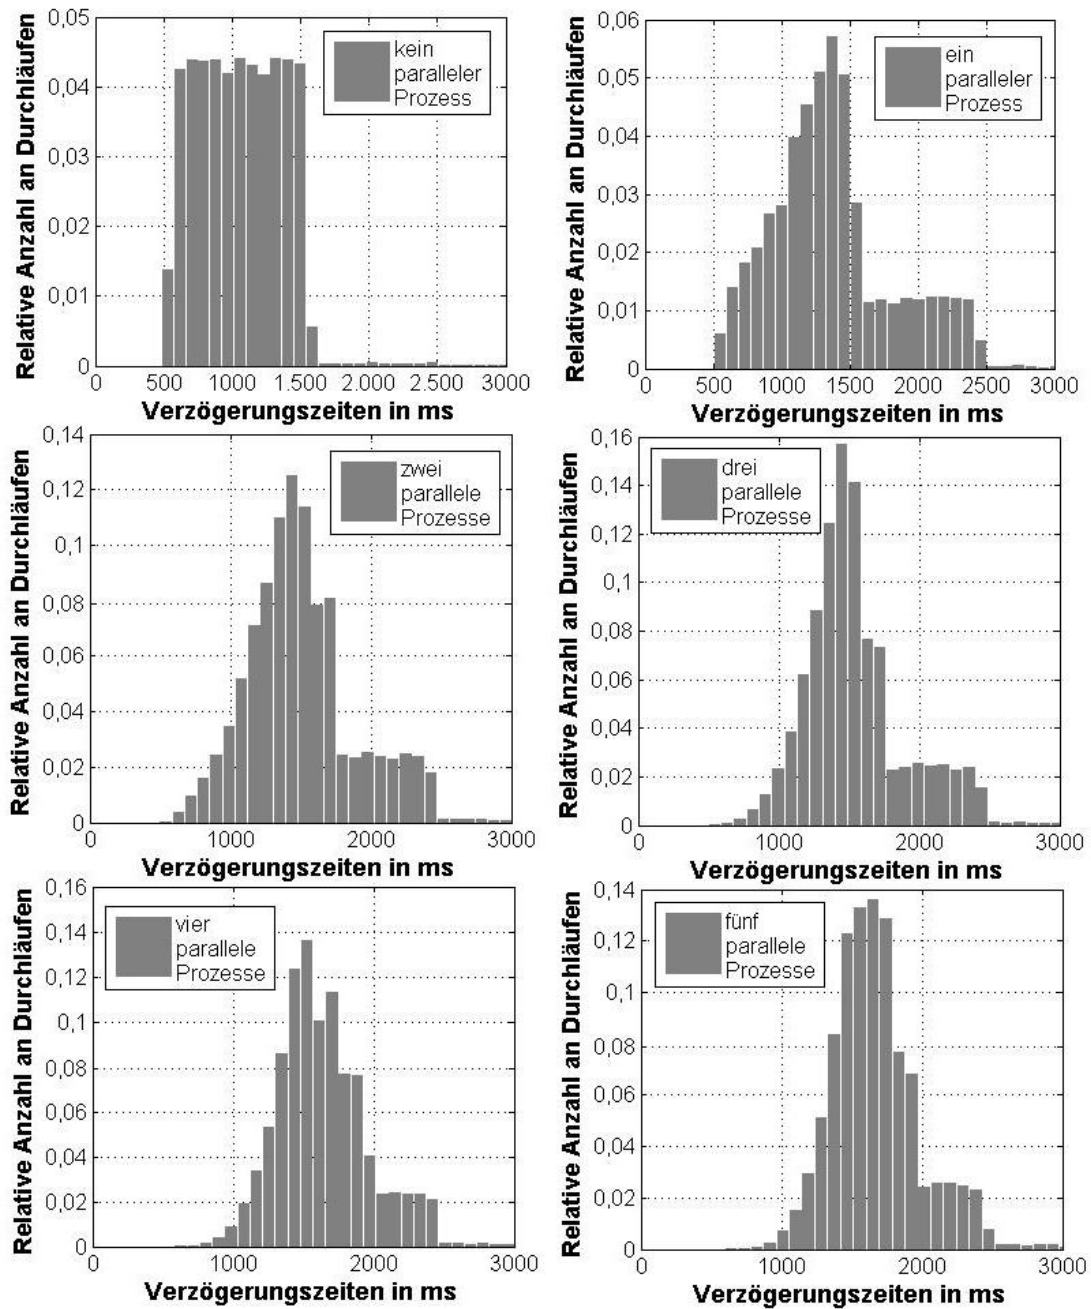 Relative Anzahl an Durchläufen
0,05
0,04
0,03
0,02
0,01
0
kein
paralleler
Prozess
0 500 1000 1.500 2.000 2.500 3000
Verzögerungszeiten in ms
Relative Anzahl an Durchläufen
0,06
0,05
0,04
0,03
0,02
0,01
0
ein
paralleler
Prozess
0 500 1000 1500 2000 2500 3000
Verzögerungszeiten in ms
Relative Anzahl an Durchläufen
0,14
0,12
0,1
0,08
0,06
0,04
0,02
0
zwei
parallele
Prozesse
0 1000 2000 3000
Verzögerungszeiten in ms
Relative Anzahl an Durchläufen
0,16
0,14
0,12
0,1
0,08
0,06
0,04
0,02
0
drei
parallele
Prozesse
0 1000 2000 3000
Verzögerungszeiten in ms
Relative Anzahl an Durchläufen
0,16
0,14
0,12
0,1
0,08
0,06
0,04
0,02
0
vier
parallele
Prozesse
0 1000 2000 3000
Verzögerungszeiten in ms
Relative Anzahl an Durchläufen
0,14
0,12
0,1
0,08
0,06
0,04
0,02
0
fünf
parallele
Prozesse
0 1000 2000 3000
Verzögerungszeiten in ms